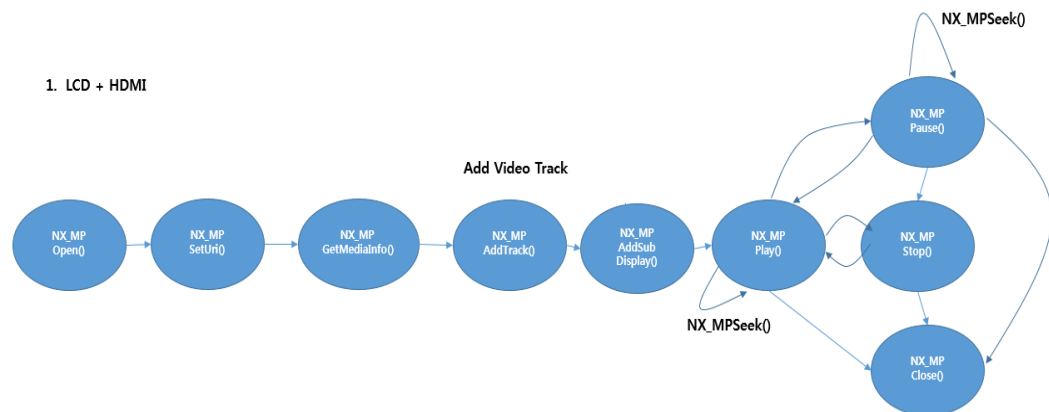 NX_MPSeek()
1. LCD + HDMI
NX_MP
Pause()
Add Video Track
NX_MP
Open()
NX_MP
SetUri()
NX_MP
GetMediaInfo()
NX_MP
AddTrack()
NX_MP
AddSub
Display()
NX_MP
Play()
NX_MP
Stop()
NX_MPSeek()
NX_MP
Close()